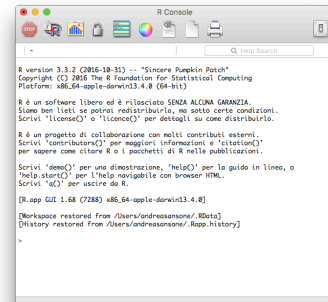 R Console
Help Search
R version 3.3.2 (2016-10-31) -- "Sincere Pumpkin Patch"
Copyright (C) 2016 The R Foundation for Statistical Computing
Platform: x86_64-apple-darwin13.4.0 (64-bit)
R è un software libero ed è rilasciato SENZA ALCUNA GARANZIA.
Siamo ben lieti se potrai redistribuirlo, ma sotto certe condizioni.
Scrivi 'license()' o 'licence()' per dettagli su come distribuirlo.
R è un progetto di collaborazione con molti contributi esterni.
Scrivi 'contributors()' per maggiori informazioni e 'citation()'
per sapere come citare R o i pacchetti di R nelle pubblicazioni.
Scrivi 'demo()' per una dimostrazione, 'help()' per la guida in linea, o
'help.start()' per l'help navigabile con browser HTML.
Scrivi 'q()' per uscire da R.
[R.app GUI 1.68 (7288) x86_64-apple-darwin13.4.0]
[Workspace restored from /Users/andreasansone/.RData]
[History restored from /Users/andreasansone/.Rapp.history]
>